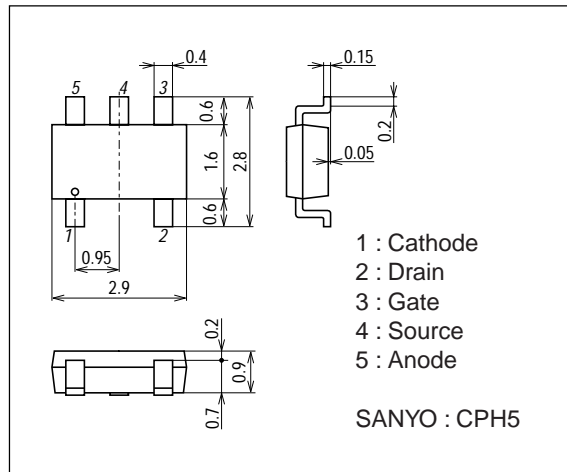 0.4
0.15
5 4 3
0.6
1.6
2.8
0.2
0.05
0.6
1 2
0.95
2.9
1 : Cathode
2 : Drain
3 : Gate
4 : Source
5 : Anode
0.2
0.9
0.7
SANYO : CPH5